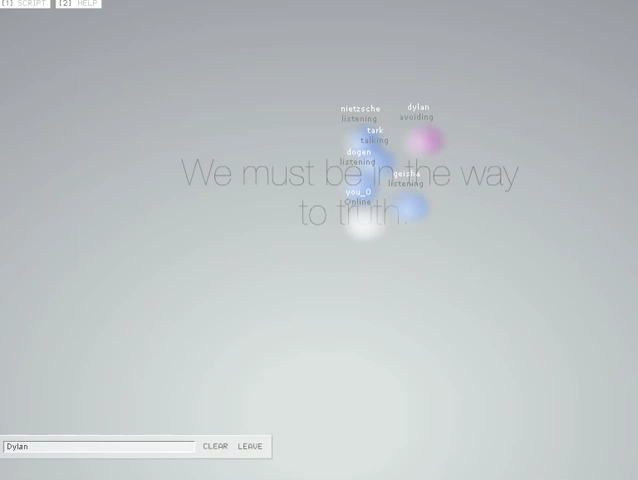 [1] SCRIPT [2] HELP
nietzsche
listening
dylan
avoiding
tark
talking
dogen
listening
We must be in the way
geisha
listening
you_0
Online
to truth.
Dylan CLEAR LEAVE